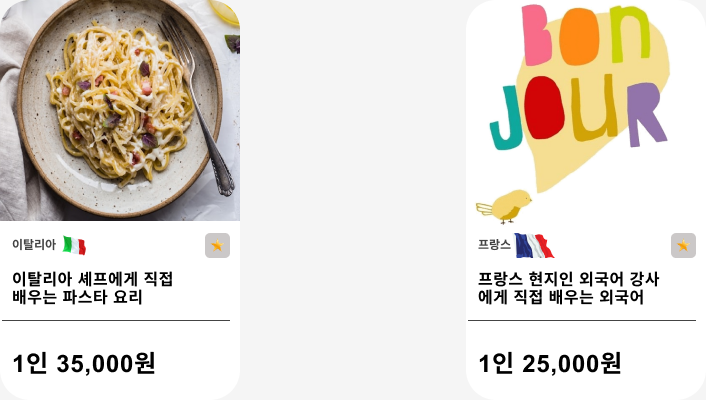 이탈리아
이탈리아 셰프에게 직접
배우는 파스타 요리
1인 35,000원
BON
JOUR
프랑스
프랑스 현지인 외국어 강사
에게 직접 배우는 외국어
1인 25,000원